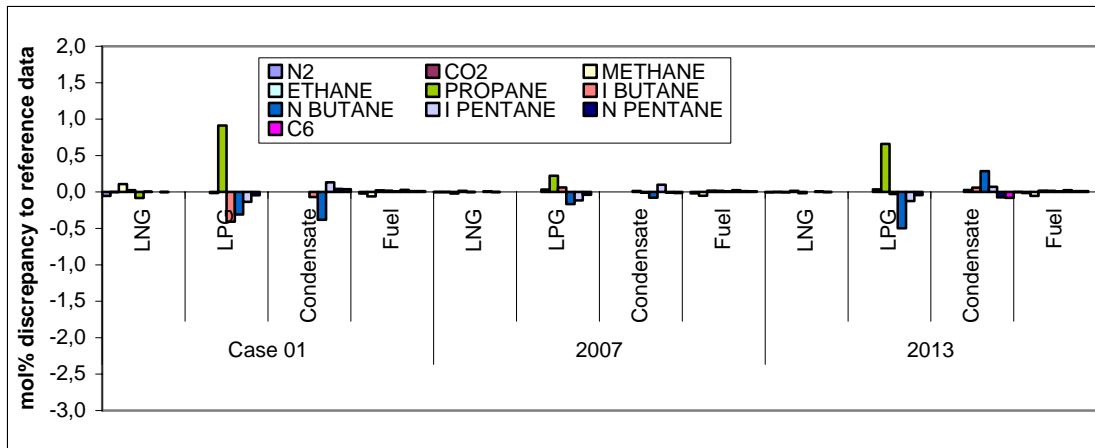 mol% discrepancy to reference data
2,0
1,5
1,0
0,5
0,0
-0,5
-1,0
-1,5
-2,0
-2,5
-3,0
N2 CO2 METHANE
ETHANE PROPANE I BUTANE
N BUTANE I PENTANE N PENTANE
C6
LNG LPG Condensate Fuel LNG LPG Condensate Fuel LNG LPG Condensate Fuel
Case 01 2007 2013